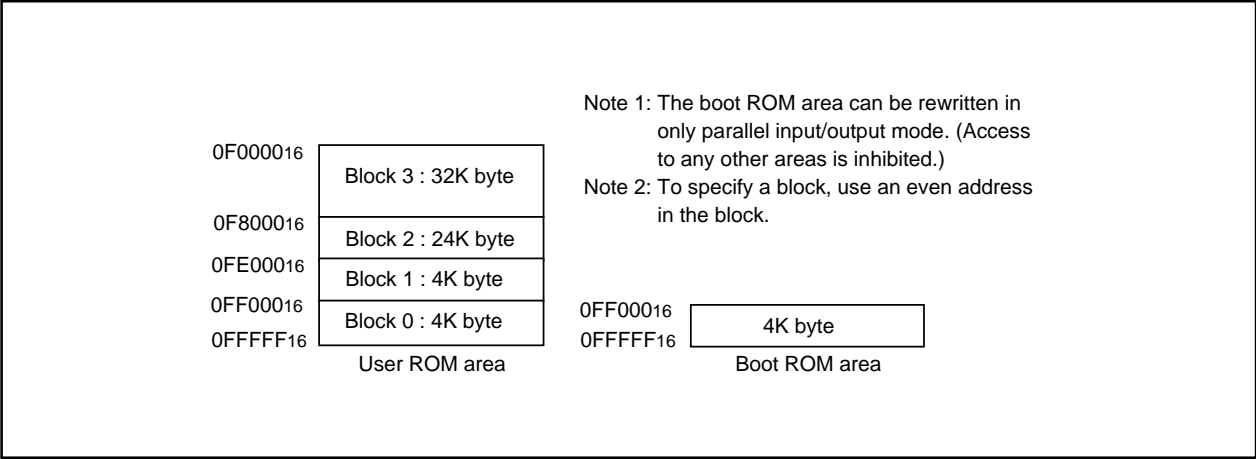 Note 1: The boot ROM area can be rewritten in
only parallel input/output mode. (Access
to any other areas is inhibited.)
Note 2: To specify a block, use an even address
in the block.
0F000016
Block 3 : 32K byte
0F800016
Block 2 : 24K byte
0FE00016
Block 1 : 4K byte
0FF00016
Block 0 : 4K byte
0FFFFF16
User ROM area
0FF00016
4K byte
0FFFFF16
Boot ROM area